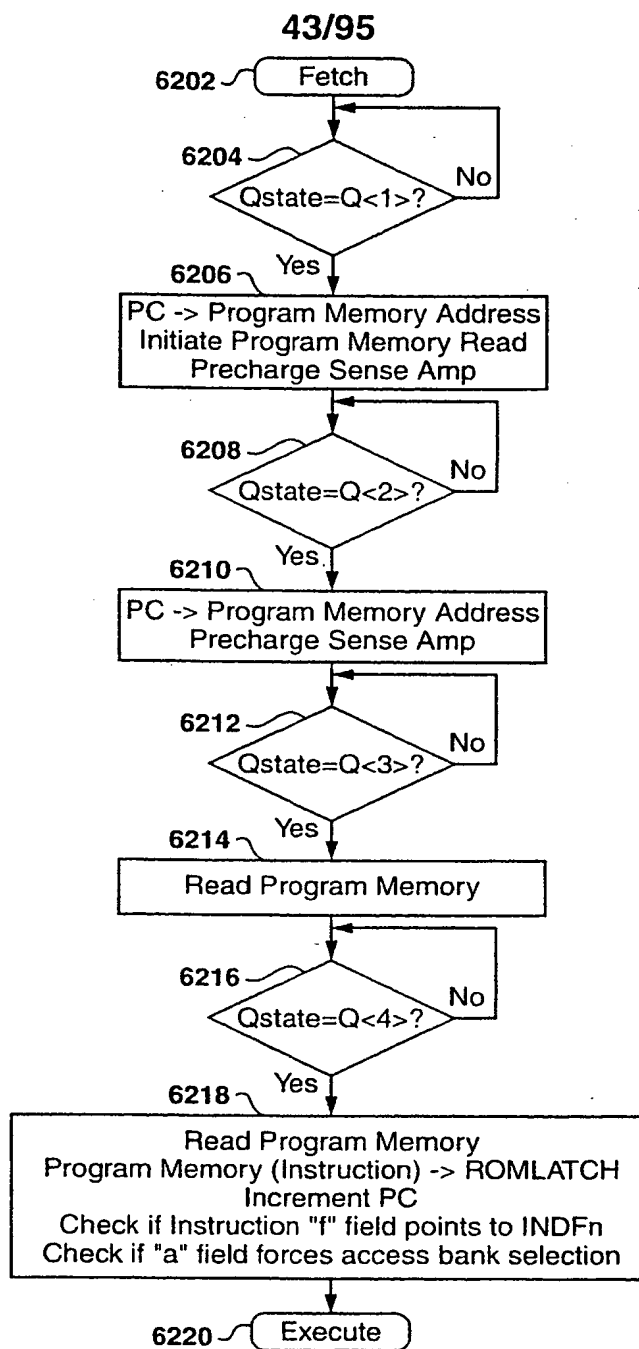 43/95
6202
Fetch
6204
Qstate=Q<1>?
No
Yes
6206
PC -> Program Memory Address
Initiate Program Memory Read
Precharge Sense Amp
6208
Qstate=Q<2>?
No
Yes
6210
PC -> Program Memory Address
Precharge Sense Amp
6212
Qstate=Q<3>?
No
Yes
6214
Read Program Memory
6216
Qstate=Q<4>?
No
Yes
6218
Read Program Memory
Program Memory (Instruction) -> ROMLATCH
Increment PC
Check if Instruction "f" field points to INDFn
Check if "a" field forces access bank selection
6220
Execute